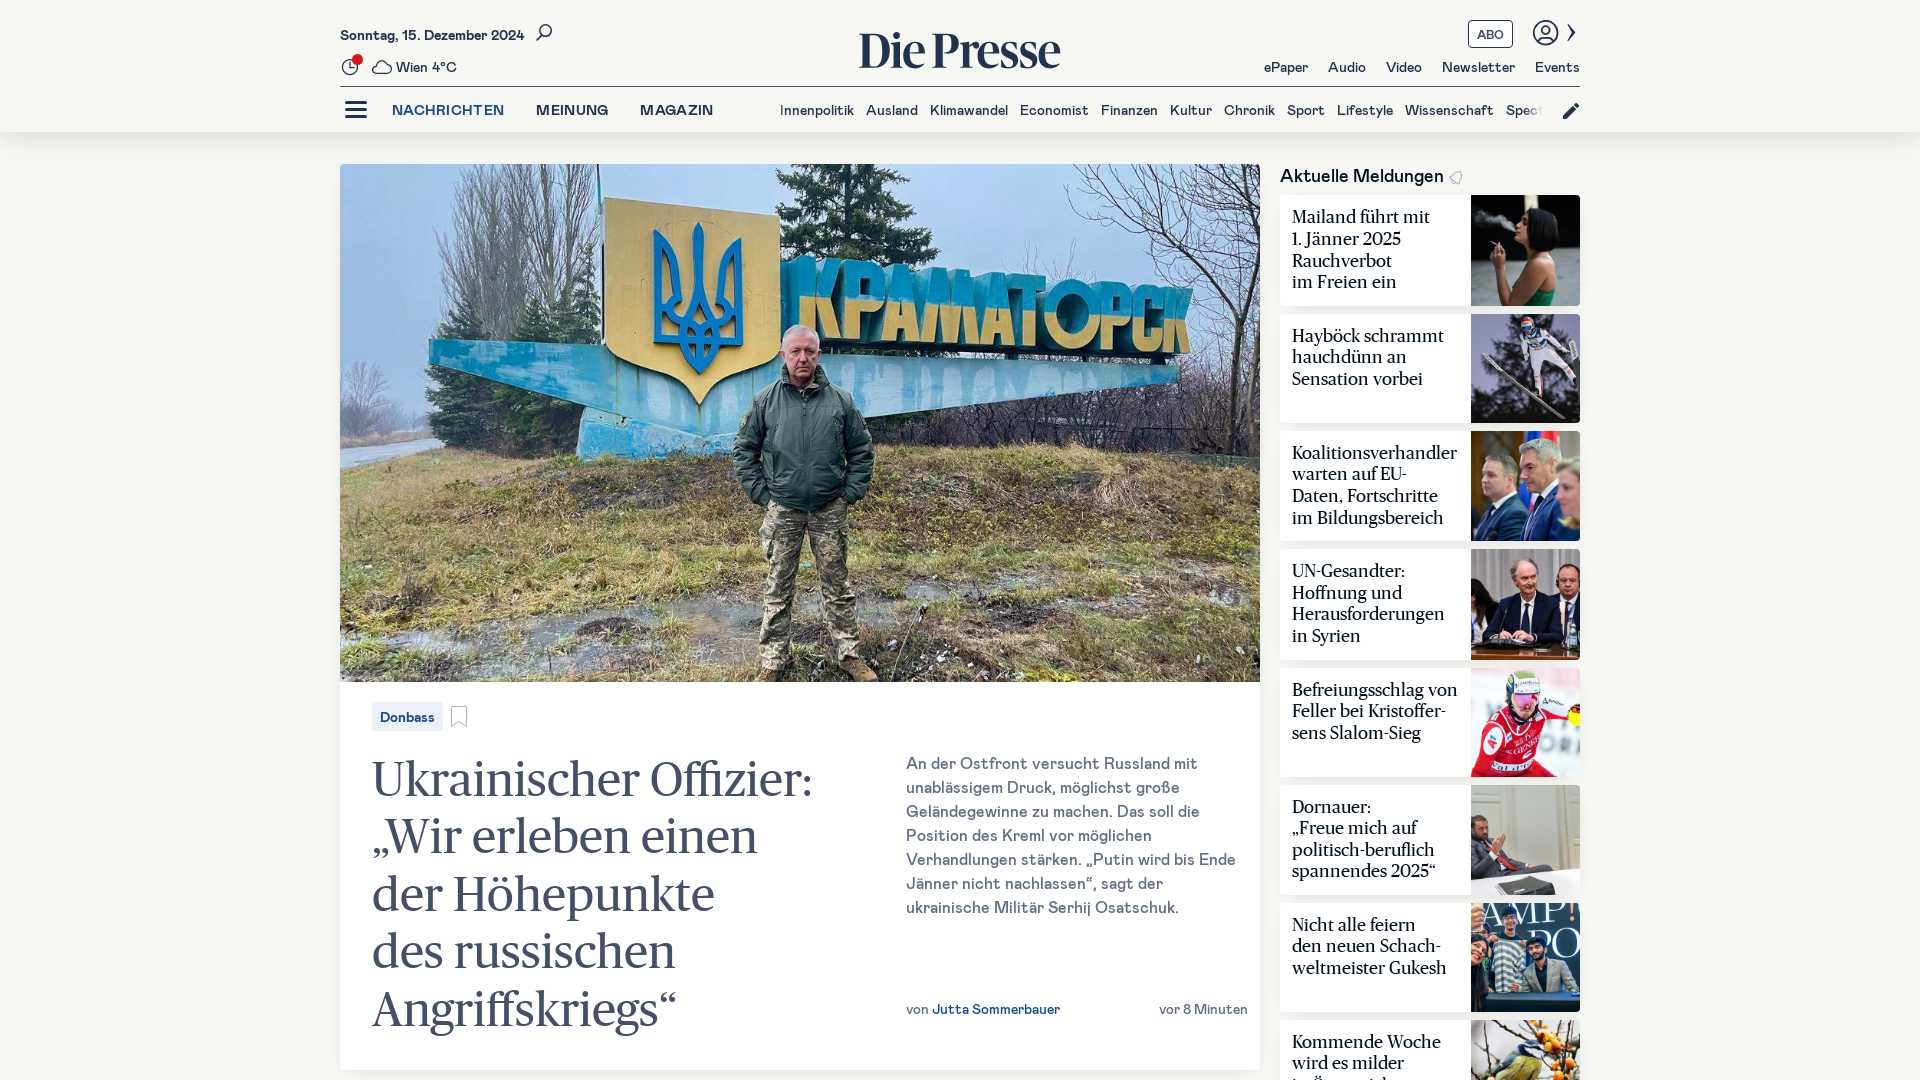 Sonntag, 15. Dezember 2024
Wien 4°C
Die Presse
ABO
ePaper Audio Video Newsletter Events
NACHRICHTEN MEINUNG MAGAZIN
Innenpolitik Ausland Klimawandel Economist Finanzen Kultur Chronik Sport Lifestyle Wissenschaft Spect
КРАМАТОРСК
Donbass
Ukrainischer Offizier:
„Wir erleben einen
der Höhepunkte
des russischen
Angriffskriegs“
An der Ostfront versucht Russland mit
unablässigem Druck, möglichst große
Geländegewinne zu machen. Das soll die
Position des Kreml vor möglichen
Verhandlungen stärken. „Putin wird bis Ende
Jänner nicht nachlassen“, sagt der
ukrainische Militär Serhij Osatschuk.
von Jutta Sommerbauer
vor 8 Minuten
Aktuelle Meldungen
Mailand führt mit
1. Jänner 2025
Rauchverbot
im Freien ein
Hayböck schrammt
hauchdünn an
Sensation vorbei
Koalitionsverhandler
warten auf EU-
Daten, Fortschritte
im Bildungsbereich
UN-Gesandter:
Hoffnung und
Herausforderungen
in Syrien
Befreiungsschlag von
Feller bei Kristoffer-
sens Slalom-Sieg
Dornauer:
„Freue mich auf
politisch-beruflich
spannendes 2025“
Nicht alle feiern
den neuen Schach-
weltmeister Gukesh
Kommende Woche
wird es milder